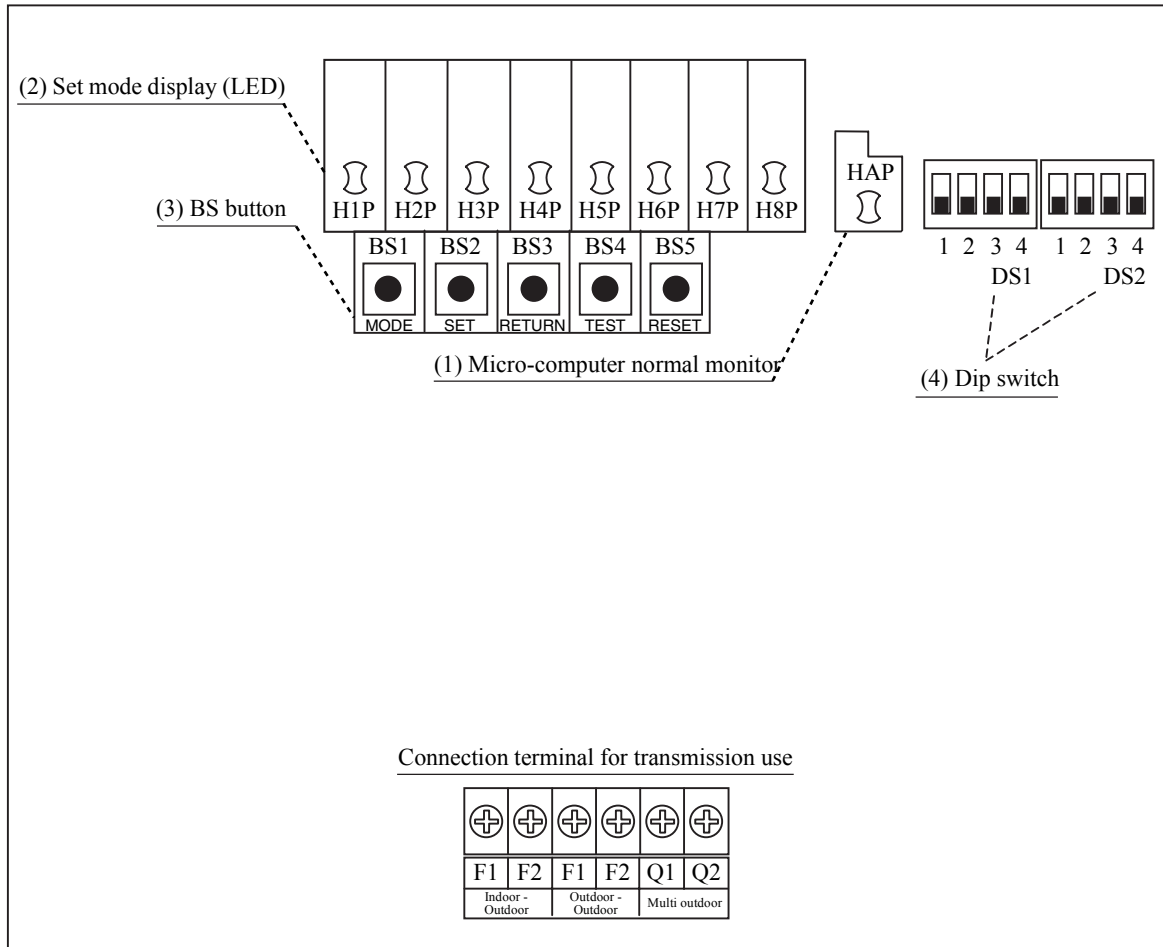 (2) Set mode display (LED)
H1P H2P H3P H4P H5P H6P H7P H8P
HAP
(3) BS button
BS1 BS2 BS3 BS4 BS5
MODE SET RETURN TEST RESET
1 2 3 4 1 2 3 4
DS1 DS2
(1) Micro-computer normal monitor
(4) Dip switch
Connection terminal for transmission use
F1 F2 F1 F2 Q1 Q2
Indoor - Outdoor - Multi outdoor
Outdoor Outdoor